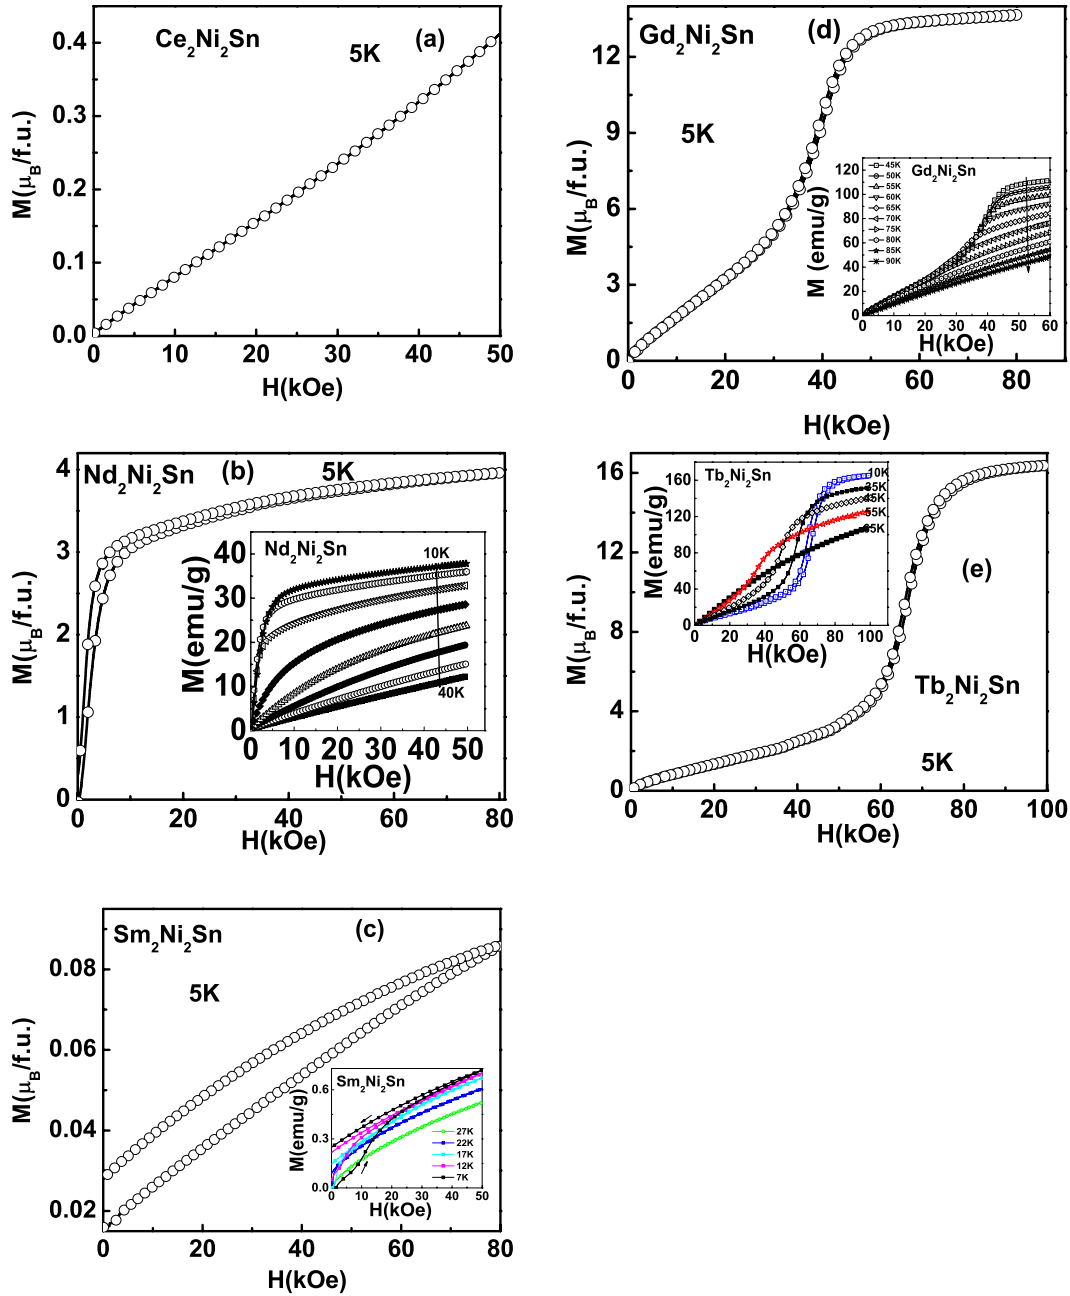 Ce2Ni2Sn
5K
(a)
M(μB/f.u.)
0.4
0.3
0.2
0.1
0.0
0 10 20 30 40 50
H(kOe)
Gd2Ni2Sn
(d)
5K
M(μB/f.u.)
12
9
6
3
0
0 20 40 60 80
H(kOe)
Gd2Ni2Sn
45K
50K
55K
60K
65K
70K
75K
80K
85K
90K
M (emu/g)
120
100
80
60
40
20
0
0 10 20 30 40 50 60
H(kOe)
Nd2Ni2Sn
(b)
5K
M(μB/f.u.)
4
3
2
1
0
0 20 40 60 80
H(kOe)
Nd2Ni2Sn
10K
40K
M(emu/g)
40
30
20
10
0
0 10 20 30 40 50
H(kOe)
Tb2Ni2Sn
(e)
5K
M(μB/f.u.)
16
12
8
4
0
0 20 40 60 80 100
H(kOe)
Tb2Ni2Sn
10K
35K
45K
55K
65K
M(emu/g)
160
120
80
40
0
0 20 40 60 80 100
H(kOe)
Sm2Ni2Sn
(c)
5K
M(μB/f.u.)
0.08
0.06
0.04
0.02
0 20 40 60 80
H(kOe)
Sm2Ni2Sn
27K
22K
17K
12K
7K
M(emu/g)
0.6
0.3
0.0
0 10 20 30 40 50
H(kOe)